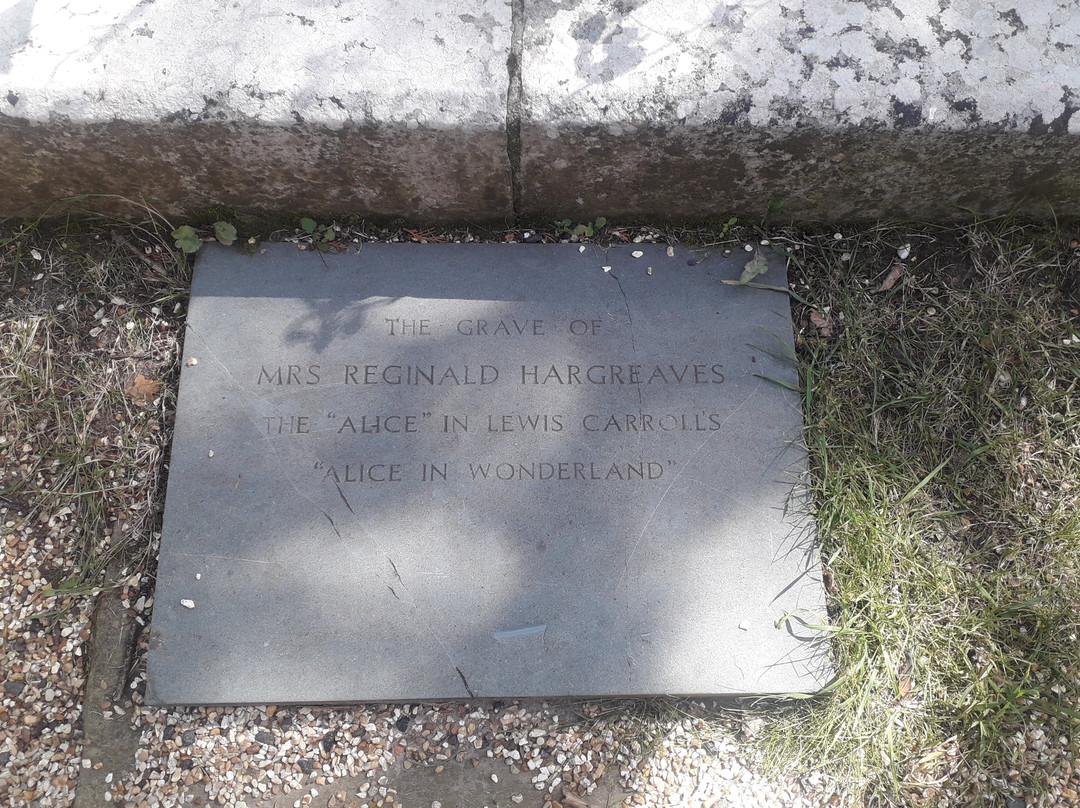 THE GRAVE OF
MRS REGINALD HARGREAVES
THE “ALICE” IN LEWIS CARROLL'S
“ALICE IN WONDERLAND”